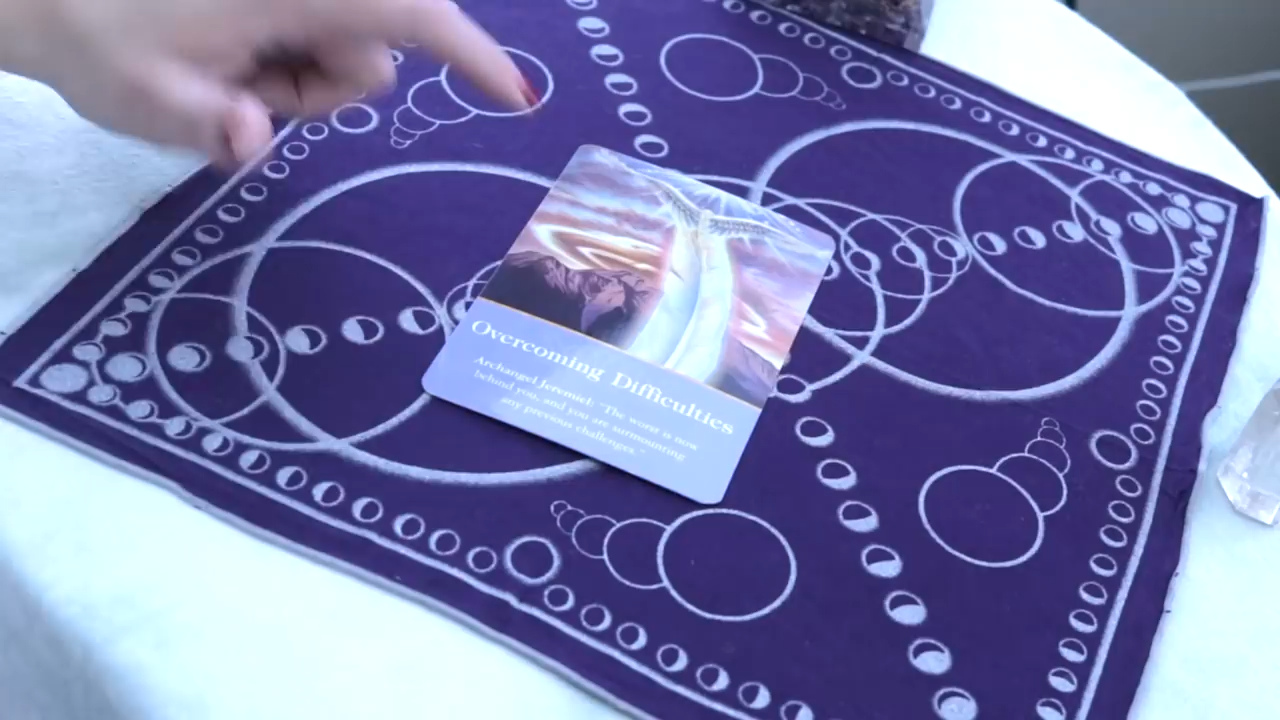 Overcoming Difficulties
Archangel Jeremiel: "The worst is now
behind you, and you are surmounting
any previous challenges."